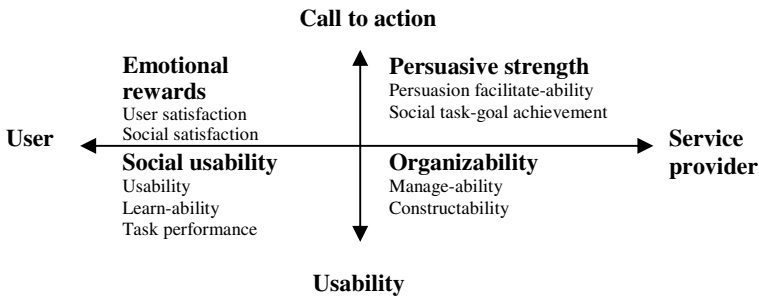 Call to action
Emotional
rewards
User satisfaction
Social satisfaction
Persuasive strength
Persuasion facilitate-ability
Social task-goal achievement
User
Service
provider
Social usability
Usability
Learn-ability
Task performance
Organizability
Manage-ability
Constructability
Usability